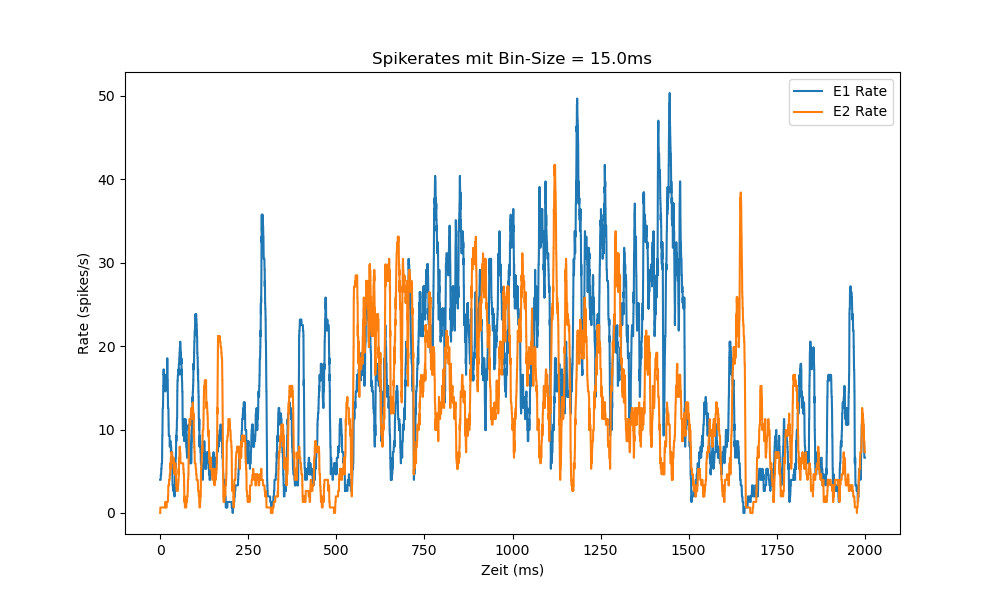 Spikerates mit Bin-Size = 15.0ms
E1 Rate
E2 Rate
Rate (spikes/s)
50
40
30
20
10
0
0 250 500 750 1000 1250 1500 1750 2000
Zeit (ms)